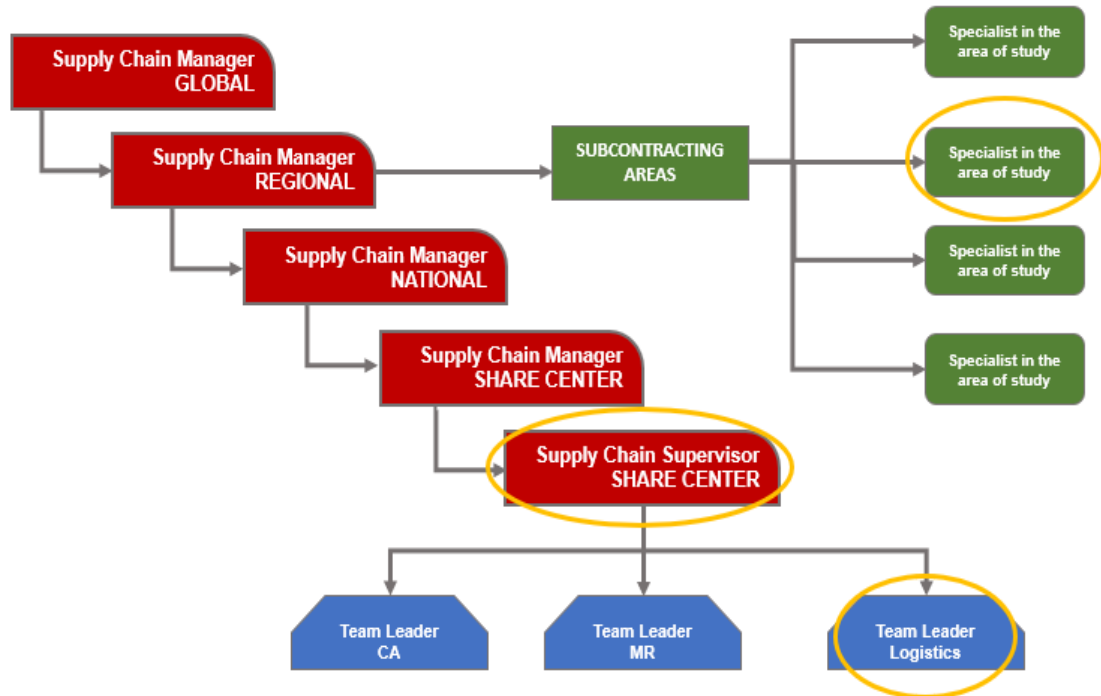 Supply Chain Manager
GLOBAL
Supply Chain Manager
REGIONAL
SUBCONTRACTING
AREAS
Specialist in the
area of study
Specialist in the
area of study
Specialist in the
area of study
Specialist in the
area of study
Supply Chain Manager
NATIONAL
Supply Chain Manager
SHARE CENTER
Supply Chain Supervisor
SHARE CENTER
Team Leader
CA
Team Leader
MR
Team Leader
Logistics